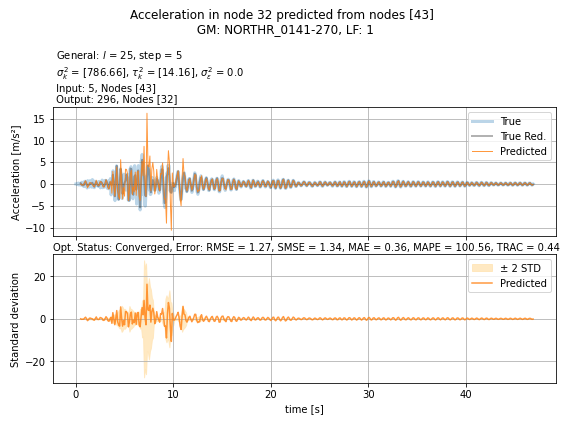 Acceleration in node 32 predicted from nodes [43]
GM: NORTHR_0141-270, LF: 1
General: l = 25, step = 5
σ²ₖ = [786.66], τ²ₖ = [14.16], σ²ₑ = 0.0
Input: 5, Nodes [43]
Output: 296, Nodes [32]
Acceleration [m/s²]
15
10
5
0
−5
−10
True
True Red.
Predicted
Opt. Status: Converged, Error: RMSE = 1.27, SMSE = 1.34, MAE = 0.36, MAPE = 100.56, TRAC = 0.44
Standard deviation
20
0
−20
± 2 STD
Predicted
0 10 20 30 40
time [s]